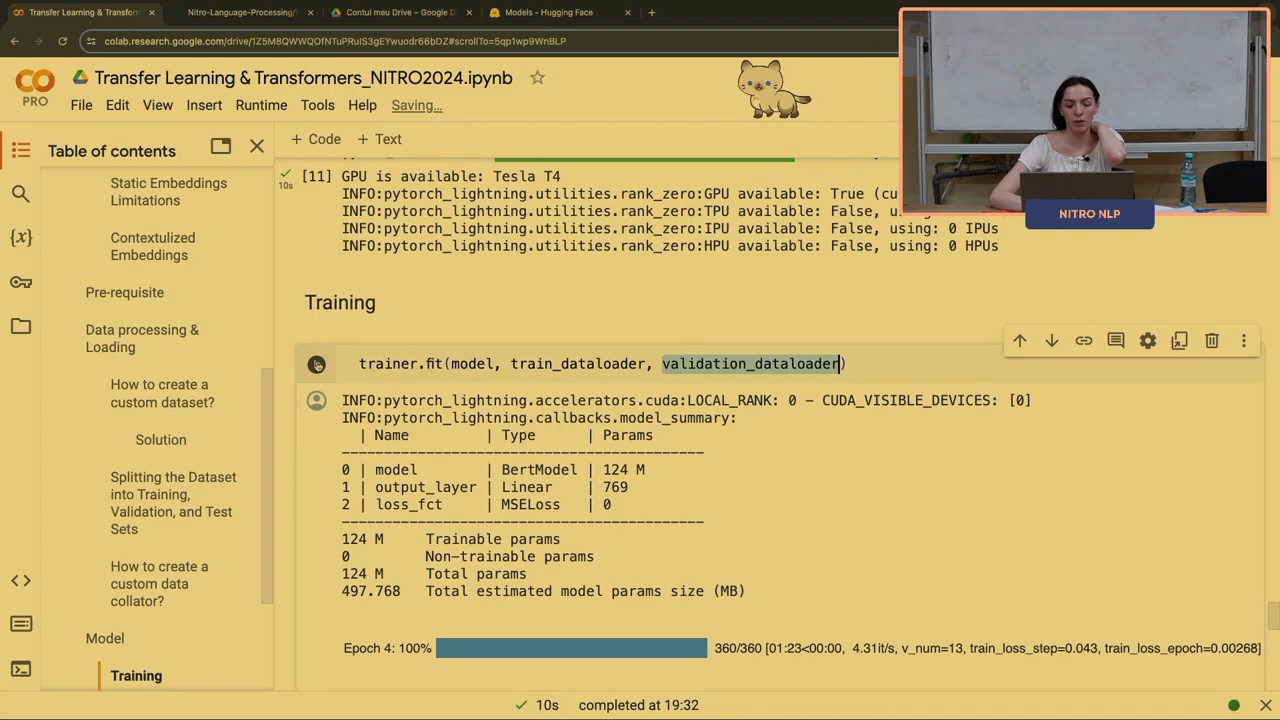 Transfer Learning & Transform
Nitro-Language-Processing/
Contul meu Drive – Google D
Models - Hugging Face
colab.research.google.com/drive/1Z5M8QWWQOfNTuPRulS3gEYwuodr66bDZ#scrollTo=5qp1wp9WnBLP
PRO
Transfer Learning & Transformers_NITRO2024.ipynb
File Edit View Insert Runtime Tools Help Saving...
Table of contents
+ Code + Text
Static Embeddings
Limitations
Contextulized
Embeddings
Pre-requisite
Data processing &
Loading
How to create a
custom dataset?
Solution
Splitting the Dataset
into Training,
Validation, and Test
Sets
How to create a
custom data
collator?
Model
Training
[11] GPU is available: Tesla T4
10s
INFO:pytorch_lightning.utilities.rank_zero:GPU available: True (cu
INFO:pytorch_lightning.utilities.rank_zero:TPU available: False, using:
INFO:pytorch_lightning.utilities.rank_zero:IPU available: False, using: 0 IPUs
INFO:pytorch_lightning.utilities.rank_zero:HPU available: False, using: 0 HPUs
NITRO NLP
Training
trainer.fit(model, train_dataloader, validation_dataloader)
INFO:pytorch_lightning.accelerators.cuda:LOCAL_RANK: 0 – CUDA_VISIBLE_DEVICES: [0]
INFO:pytorch_lightning.callbacks.model_summary:
| Name | Type | Params
0 | model | BertModel | 124 M
1 | output_layer | Linear | 769
2 | loss_fct | MSELoss | 0
124 M Trainable params
0 Non-trainable params
124 M Total params
497.768 Total estimated model params size (MB)
Epoch 4: 100% 360/360 [01:23<00:00, 4.31it/s, v_num=13, train_loss_step=0.043, train_loss_epoch=0.00268]
10s completed at 19:32